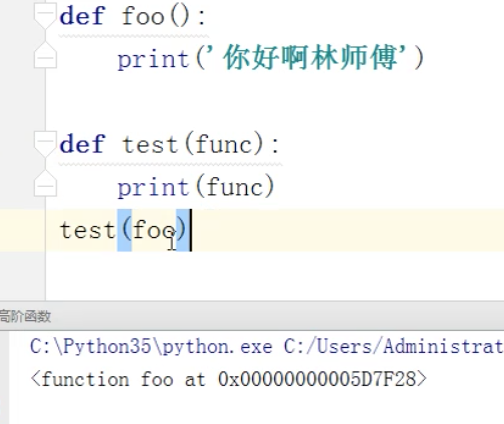 def foo():
print('你好啊林师傅')
def test(func):
print(func)
test(foo)
高阶函数
C:\Python35\python.exe C:/Users/Administrat
<function foo at 0x00000000005D7F28>